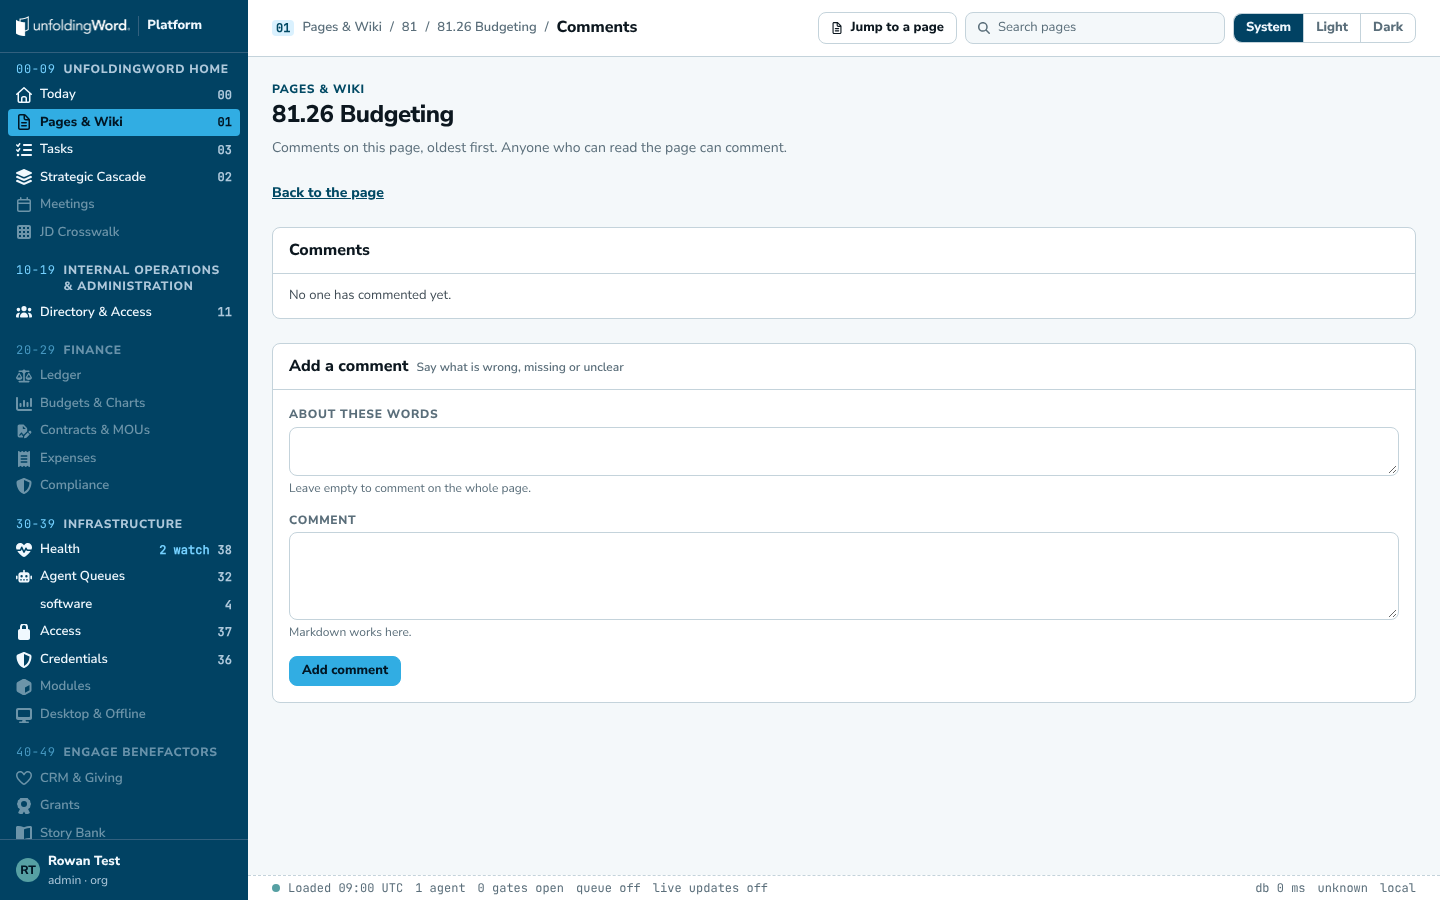 unfoldingWord Platform
00-09 UNFOLDINGWORD HOME
Today 00
Pages & Wiki 01
Tasks 03
Strategic Cascade 02
Meetings
JD Crosswalk
10-19 INTERNAL OPERATIONS
& ADMINISTRATION
Directory & Access 11
20-29 FINANCE
Ledger
Budgets & Charts
Contracts & MOUs
Expenses
Compliance
30-39 INFRASTRUCTURE
Health 2 watch 38
Agent Queues 32
software 4
Access 37
Credentials 36
Modules
Desktop & Offline
40-49 ENGAGE BENEFACTORS
CRM & Giving
Grants
Story Bank
RT Rowan Test
admin · org
01 Pages & Wiki / 81 / 81.26 Budgeting / Comments
Jump to a page
Search pages
System Light Dark
PAGES & WIKI
81.26 Budgeting
Comments on this page, oldest first. Anyone who can read the page can comment.
Back to the page
Comments
No one has commented yet.
Add a comment Say what is wrong, missing or unclear
ABOUT THESE WORDS
Leave empty to comment on the whole page.
COMMENT
Markdown works here.
Add comment
Loaded 09:00 UTC 1 agent 0 gates open queue off live updates off
db 0 ms unknown local